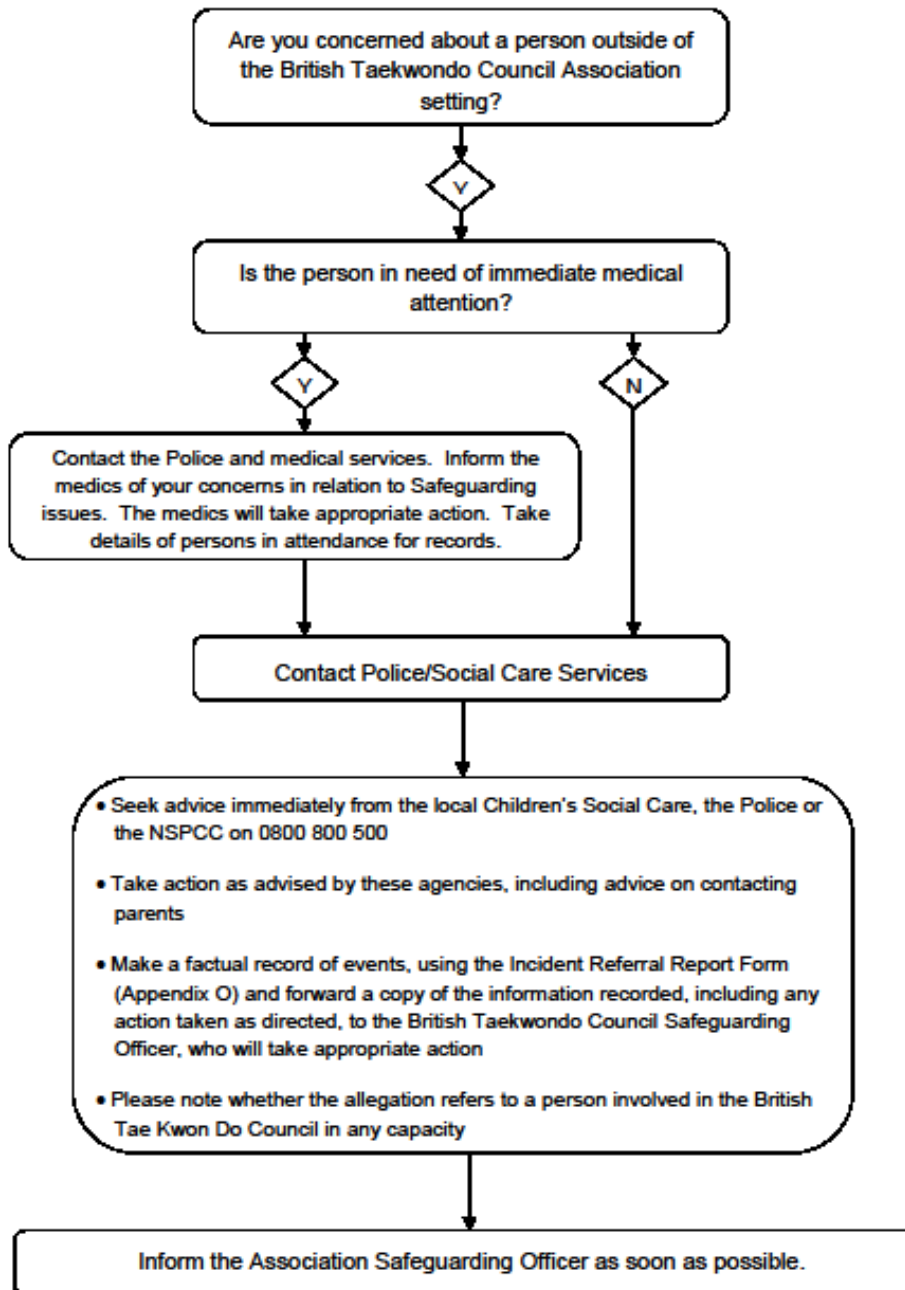 Are you concerned about a person outside of
the British Taekwondo Council Association
setting?
Y
Is the person in need of immediate medical
attention?
Y
N
Contact the Police and medical services. Inform the
medics of your concerns in relation to Safeguarding
issues. The medics will take appropriate action. Take
details of persons in attendance for records.
Contact Police/Social Care Services
• Seek advice immediately from the local Children's Social Care, the Police or
the NSPCC on 0800 800 500
• Take action as advised by these agencies, including advice on contacting
parents
• Make a factual record of events, using the Incident Referral Report Form
(Appendix O) and forward a copy of the information recorded, including any
action taken as directed, to the British Taekwondo Council Safeguarding
Officer, who will take appropriate action
• Please note whether the allegation refers to a person involved in the British
Tae Kwon Do Council in any capacity
Inform the Association Safeguarding Officer as soon as possible.